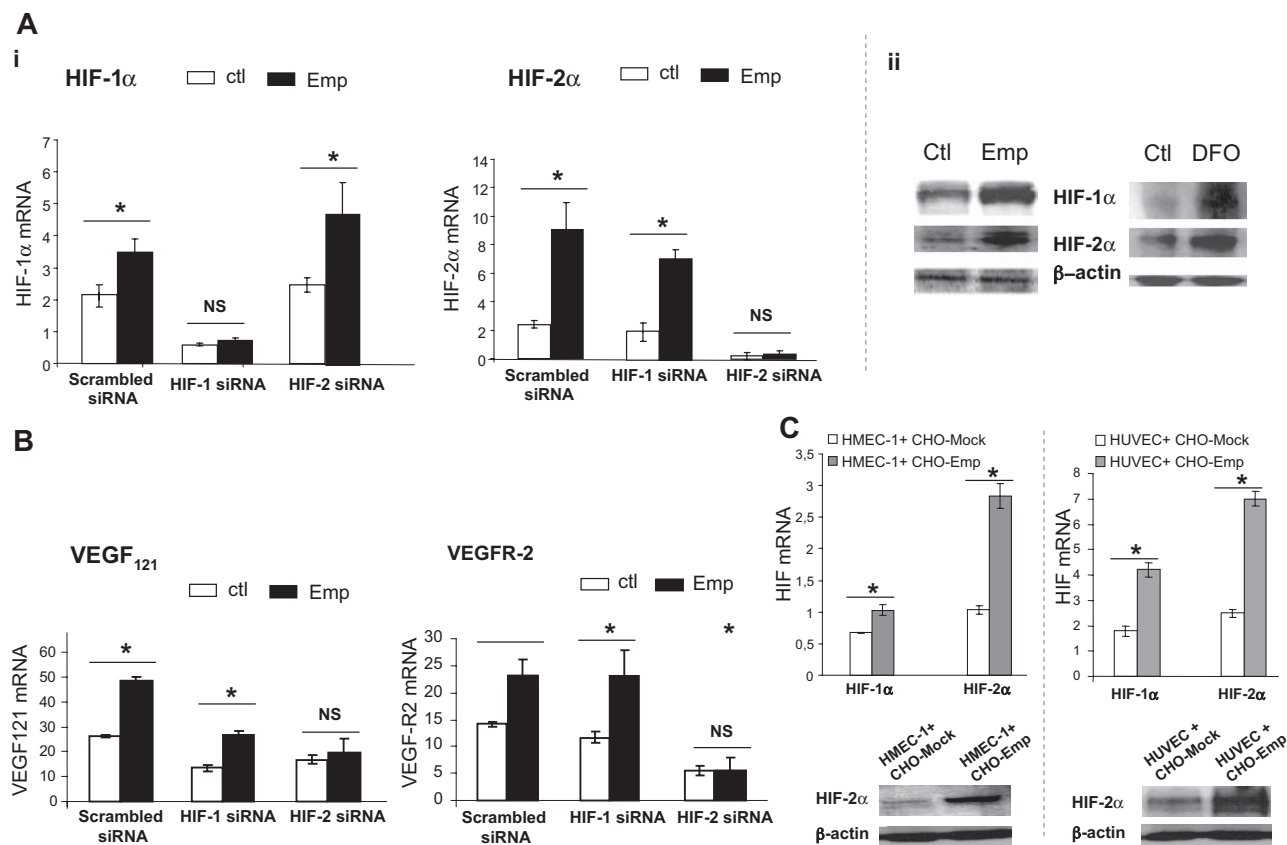 A
i
HIF-1α
ctl
Emp
HIF-1α mRNA
7
6
5
4
3
2
1
0
*
NS
*
Scrambled
siRNA
HIF-1 siRNA
HIF-2 siRNA
HIF-2α
ctl
Emp
HIF-2α mRNA
14
12
10
8
6
4
2
0
*
*
NS
Scrambled
siRNA
HIF-1 siRNA
HIF-2 siRNA
ii
Ctl Emp
Ctl DFO
HIF-1α
HIF-2α
β–actin
B
VEGF121
ctl
Emp
VEGF121 mRNA
60
50
40
30
20
10
0
*
*
NS
Scrambled
siRNA
HIF-1 siRNA
HIF-2 siRNA
VEGFR-2
ctl
Emp
VEGF-R2 mRNA
30
25
20
15
10
5
0
*
*
NS
Scrambled
siRNA
HIF-1 siRNA
HIF-2 siRNA
C
HMEC-1+ CHO-Mock
HMEC-1+ CHO-Emp
HIF mRNA
3,5
3
2,5
2
1,5
1
0,5
0
*
*
HIF-1α
HIF-2α
HMEC-1+
CHO-Mock
HMEC-1+
CHO-Emp
HIF-2α
β-actin
HUVEC+ CHO-Mock
HUVEC+ CHO-Emp
HIF mRNA
8
7
6
5
4
3
2
1
0
*
*
HIF-1α
HIF-2α
HUVEC +
CHO-Mock
HUVEC +
CHO-Emp
HIF-2α
β-actin